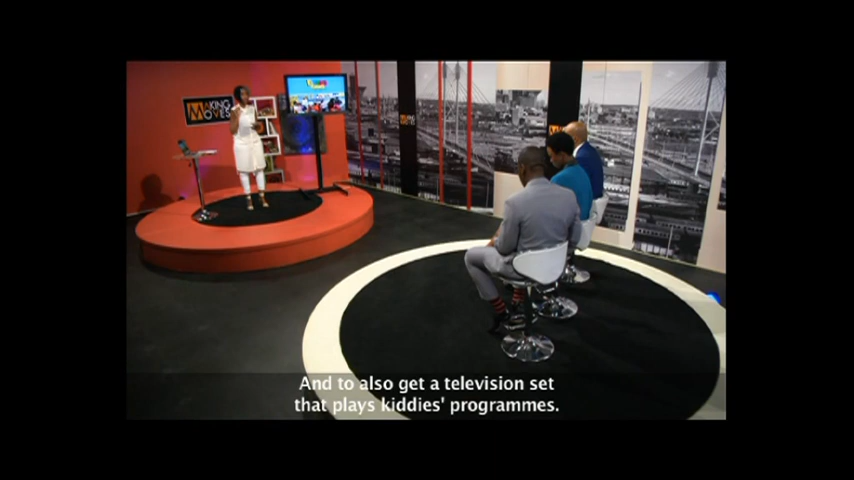 MAKING
MOVES
And to also get a television set
that plays kiddies' programmes.